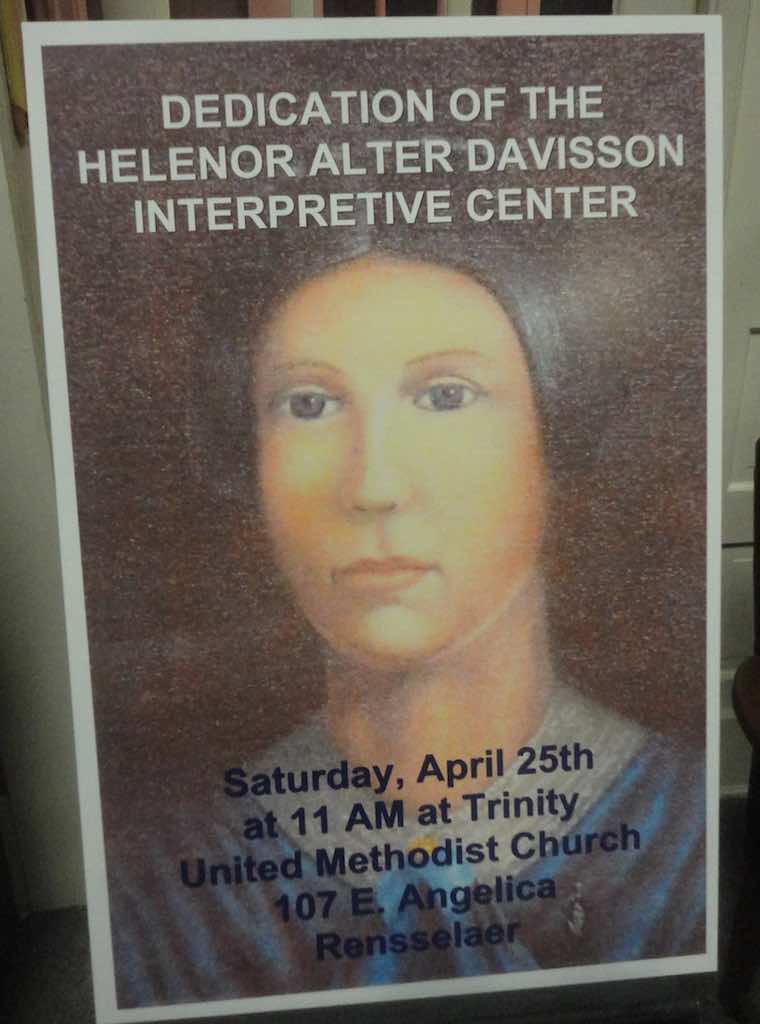 DEDICATION OF THE
HELENOR ALTER DAVISSON
INTERPRETIVE CENTER
Saturday, April 25th
at 11 AM at Trinity
United Methodist Church
107 E. Angelica
Rensselaer